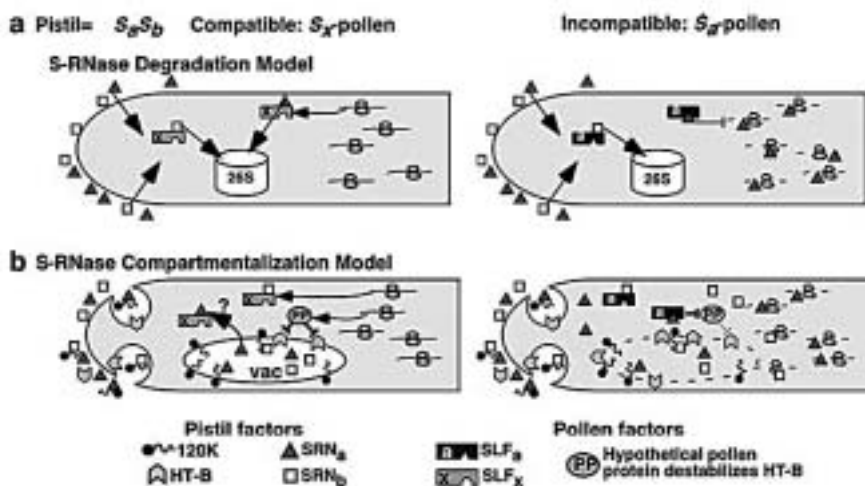 a Pistil= SaSb Compatible: Sx-pollen Incompatible: Sa-pollen
S-RNase Degradation Model
26S 26S
b S-RNase Compartmentalization Model
?
PP PP
vac
Pistil factors Pollen factors
120K SRNa a SLFa Hypothetical pollen
HT-B SRNb X SLFx PP protein destabilizes HT-B